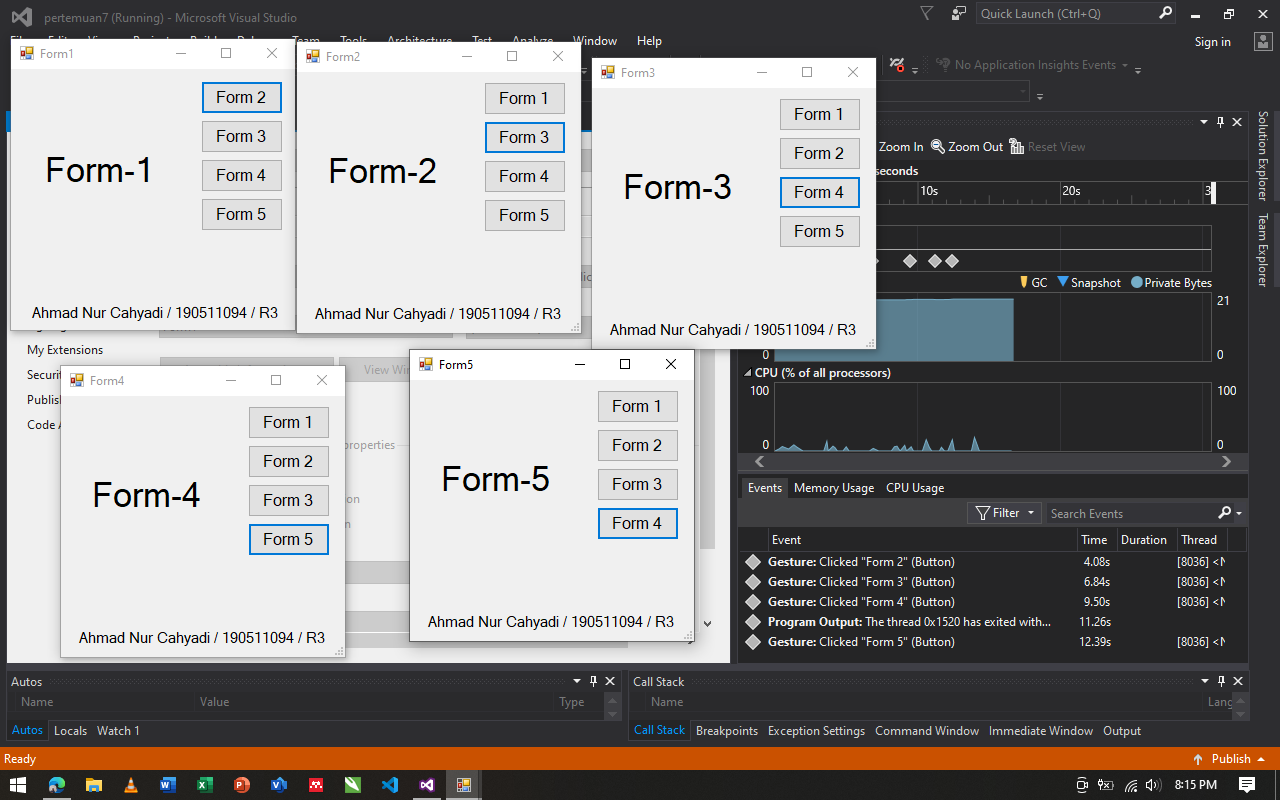 pertemuan7 (Running) - Microsoft Visual Studio
Quick Launch (Ctrl+Q)
Window Help
Sign in
No Application Insights Events
Form1
Form 2
Form 3
Form 4
Form 5
Form-1
Ahmad Nur Cahyadi / 190511094 / R3
Form2
Form 1
Form 3
Form 4
Form 5
Form-2
Ahmad Nur Cahyadi / 190511094 / R3
Form3
Form 1
Form 2
Form 4
Form 5
Form-3
Ahmad Nur Cahyadi / 190511094 / R3
Zoom In Zoom Out Reset View
seconds
10s 20s
GC Snapshot Private Bytes
21
0 0
CPU (% of all processors)
100 100
0 0
Solution Explorer
Team Explorer
My Extensions
Form4
Form 1
Form 2
Form 3
Form 5
Form-4
Ahmad Nur Cahyadi / 190511094 / R3
Form5
Form 1
Form 2
Form 3
Form 4
Form-5
Ahmad Nur Cahyadi / 190511094 / R3
properties
Events Memory Usage CPU Usage
Filter Search Events
Event Time Duration Thread
Gesture: Clicked "Form 2" (Button) 4.08s [8036] <N
Gesture: Clicked "Form 3" (Button) 6.84s [8036] <N
Gesture: Clicked "Form 4" (Button) 9.50s [8036] <N
Program Output: The thread 0x1520 has exited with... 11.26s
Gesture: Clicked "Form 5" (Button) 12.39s [8036] <N
Autos
Name Value Type
Autos Locals Watch 1
Call Stack
Name Lang
Call Stack Breakpoints Exception Settings Command Window Immediate Window Output
Ready
Publish
8:15 PM